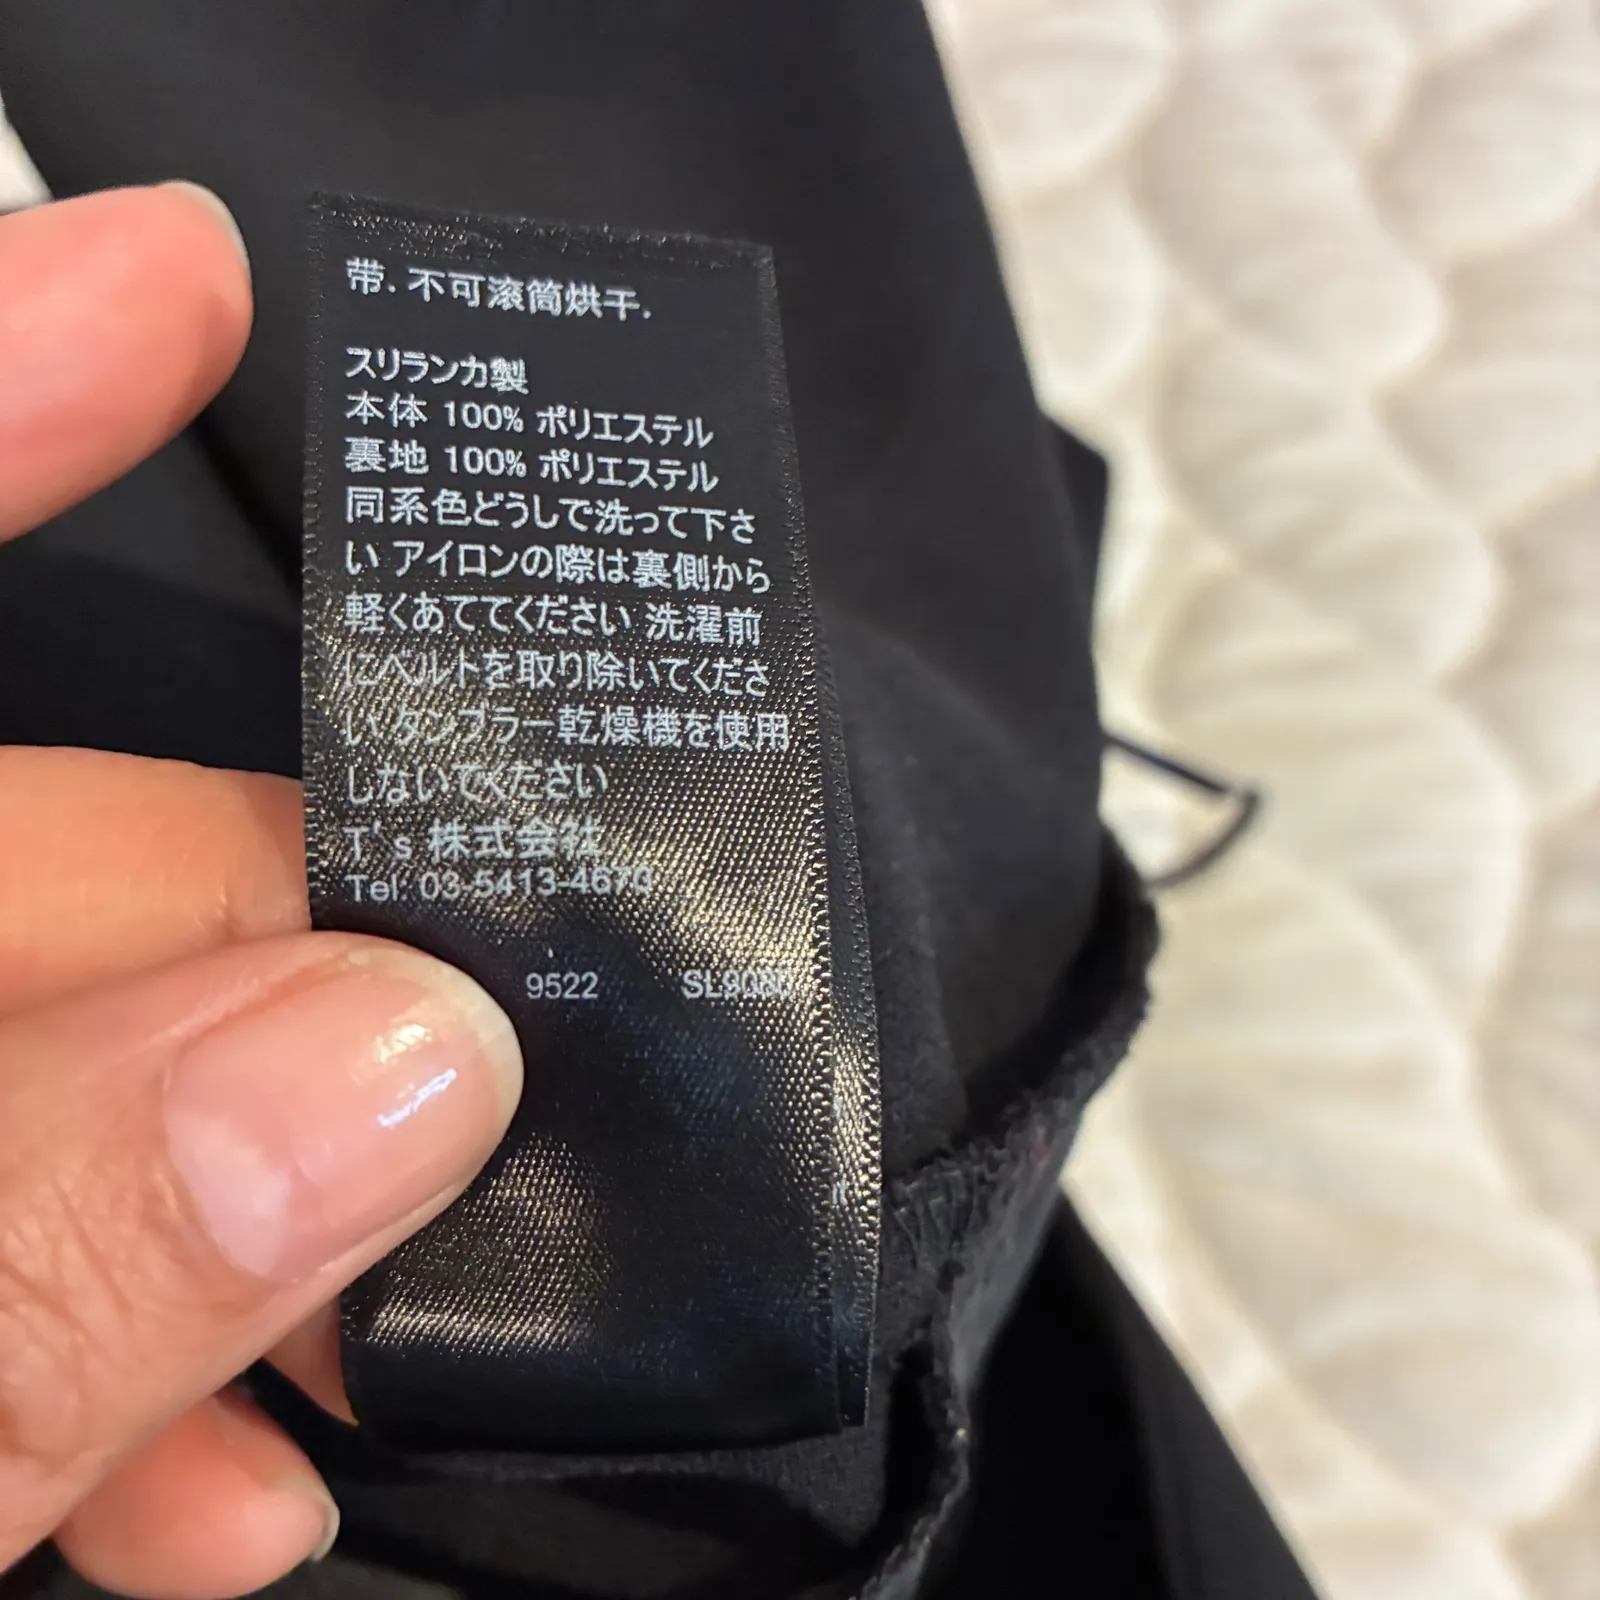 带. 不可滚筒烘干.
スリランカ製
本体 100% ポリエステル
裏地 100% ポリエステル
同系色どうしで洗って下さ
い アイロンの際は裏側から
軽くあててください 洗濯前
にベルトを取り除いてくださ
い タンブラー乾燥機を使用
しないでください
T's 株式会社
Tel: 03-5413-4670
9522